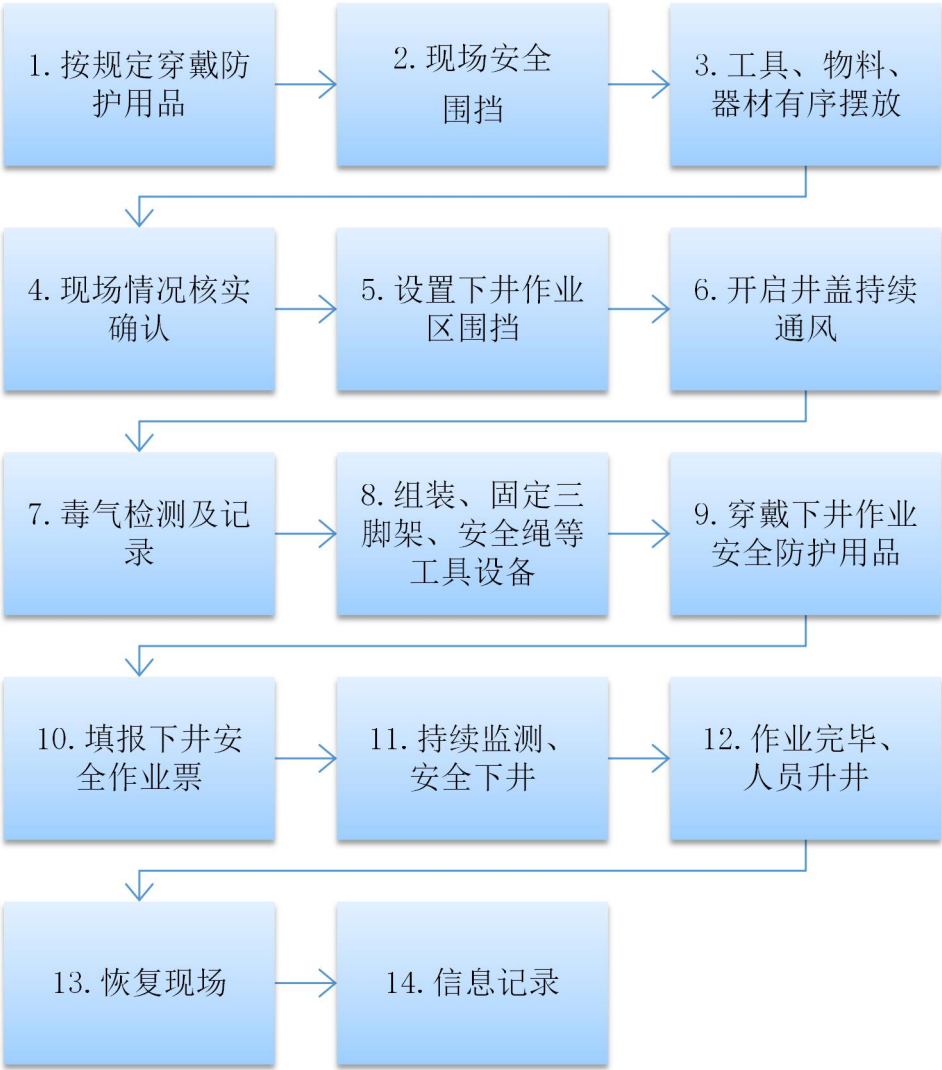 1. 按规定穿戴防
护用品
2. 现场安全
围挡
3. 工具、物料、
器材有序摆放
4. 现场情况核实
确认
5. 设置下井作业
区围挡
6. 开启井盖持续
通风
7. 毒气检测及记
录
8. 组装、固定三
脚架、安全绳等
工具设备
9. 穿戴下井作业
安全防护用品
10. 填报下井安
全作业票
11. 持续监测、
安全下井
12. 作业完毕、
人员升井
13. 恢复现场
14. 信息记录